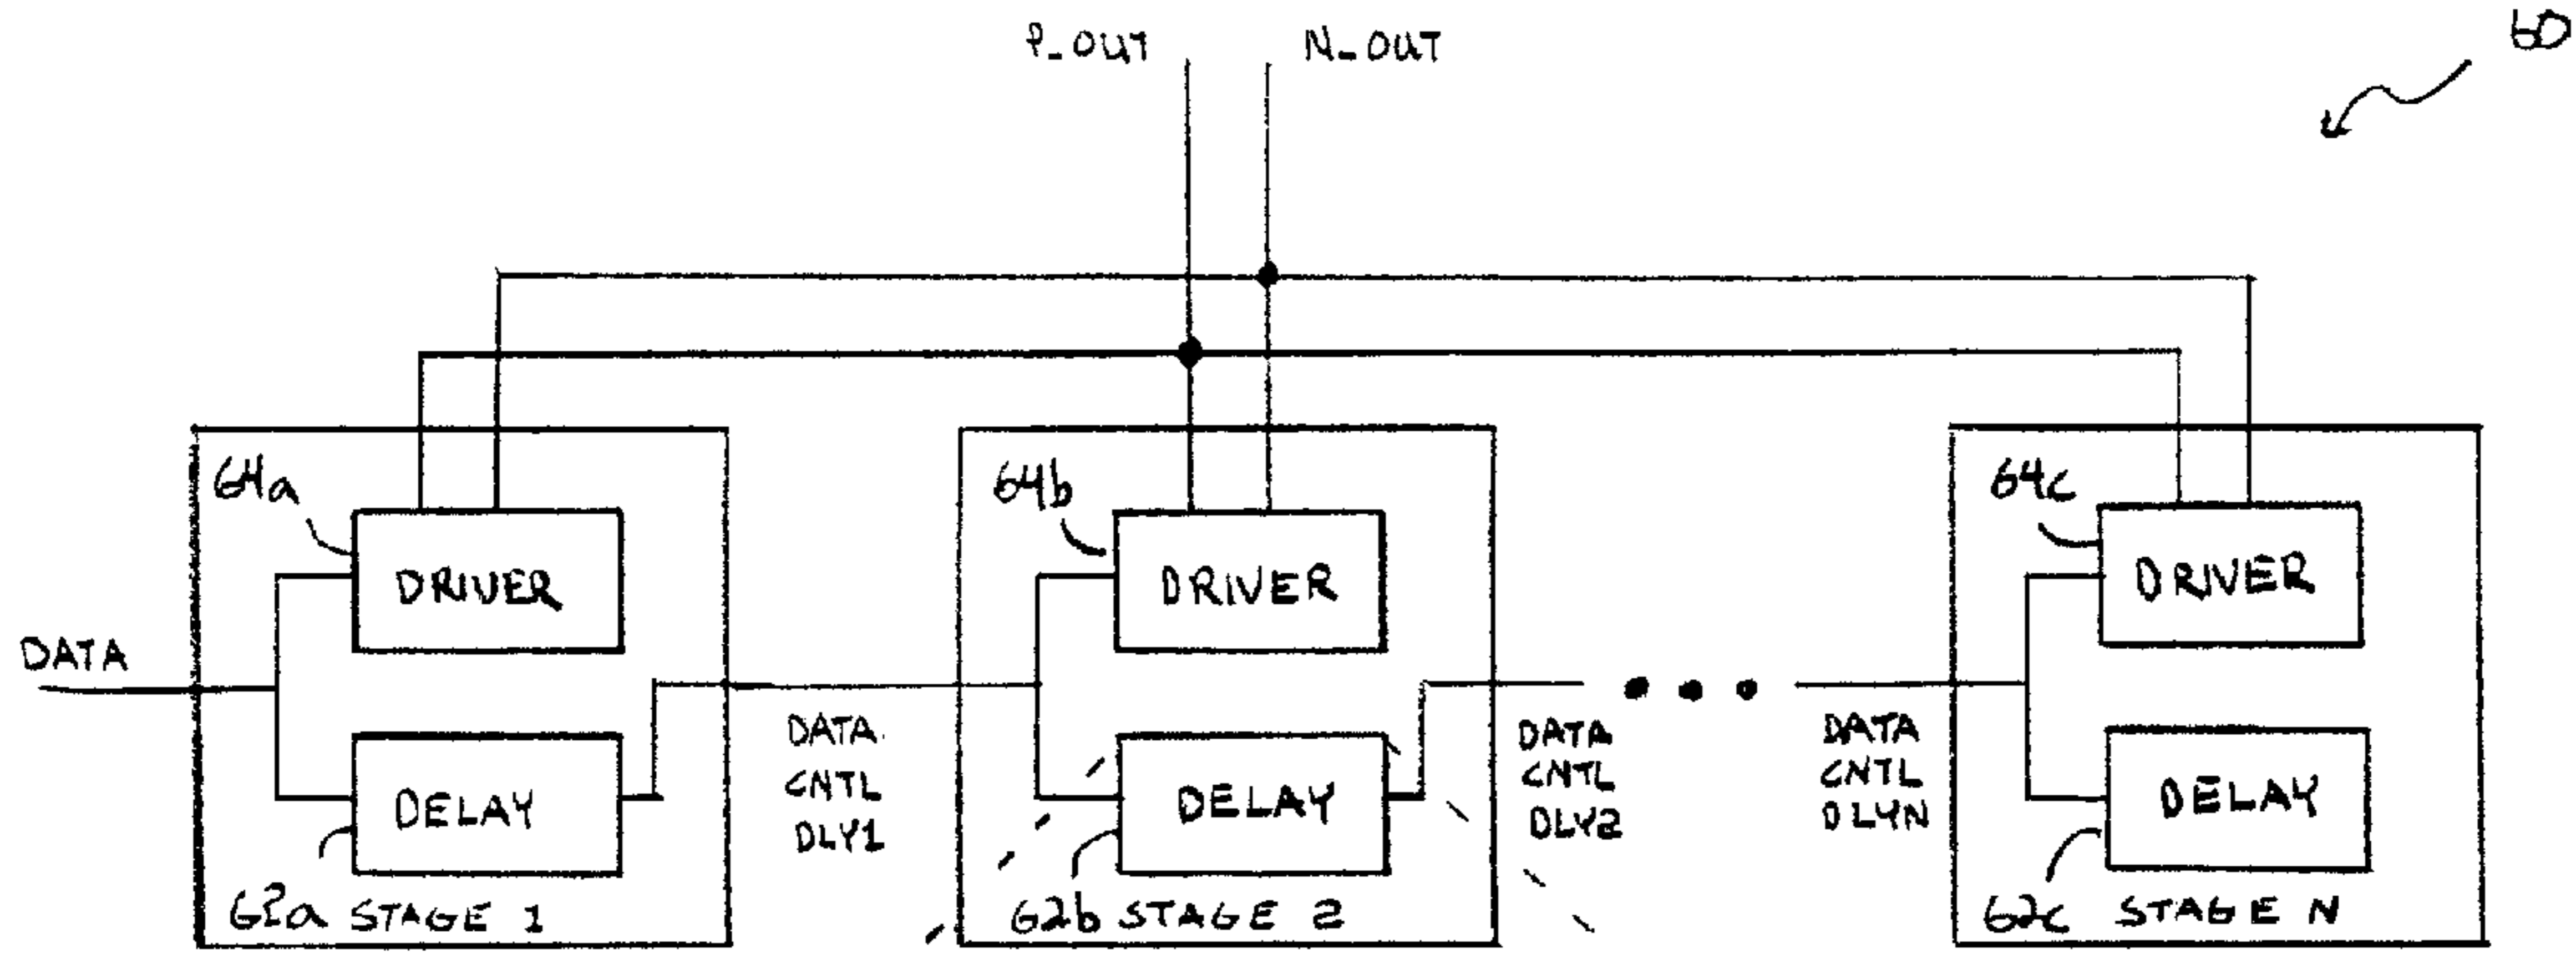 P_OUT N_OUT
60
64a
DRIVER
64b
DRIVER
64c
DRIVER
DATA
DELAY
62a STAGE 1
DATA
CNTL
DLY1
DELAY
62b STAGE 2
DATA
CNTL
DLY2
DATA
CNTL
DLYN
DELAY
62c STAGE N